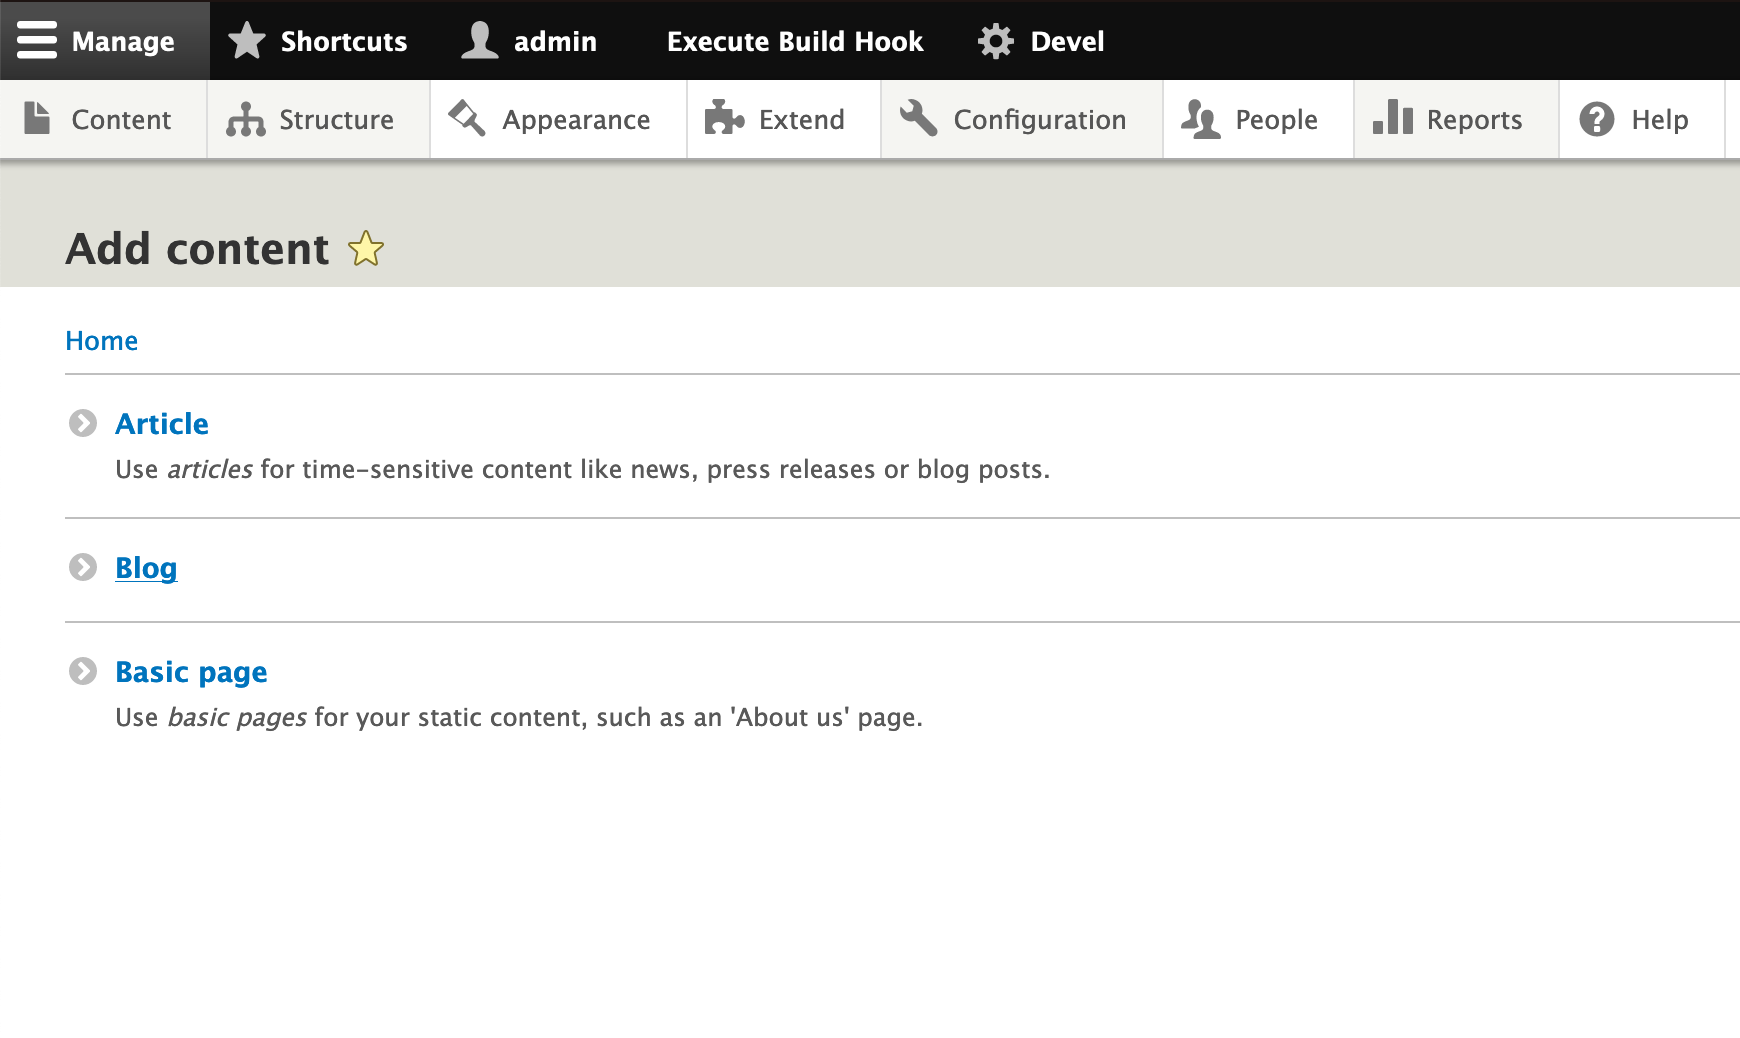 Manage Shortcuts admin Execute Build Hook Devel
Content Structure Appearance Extend Configuration People Reports Help
Add content
Home
Article
Use articles for time-sensitive content like news, press releases or blog posts.
Blog
Basic page
Use basic pages for your static content, such as an 'About us' page.